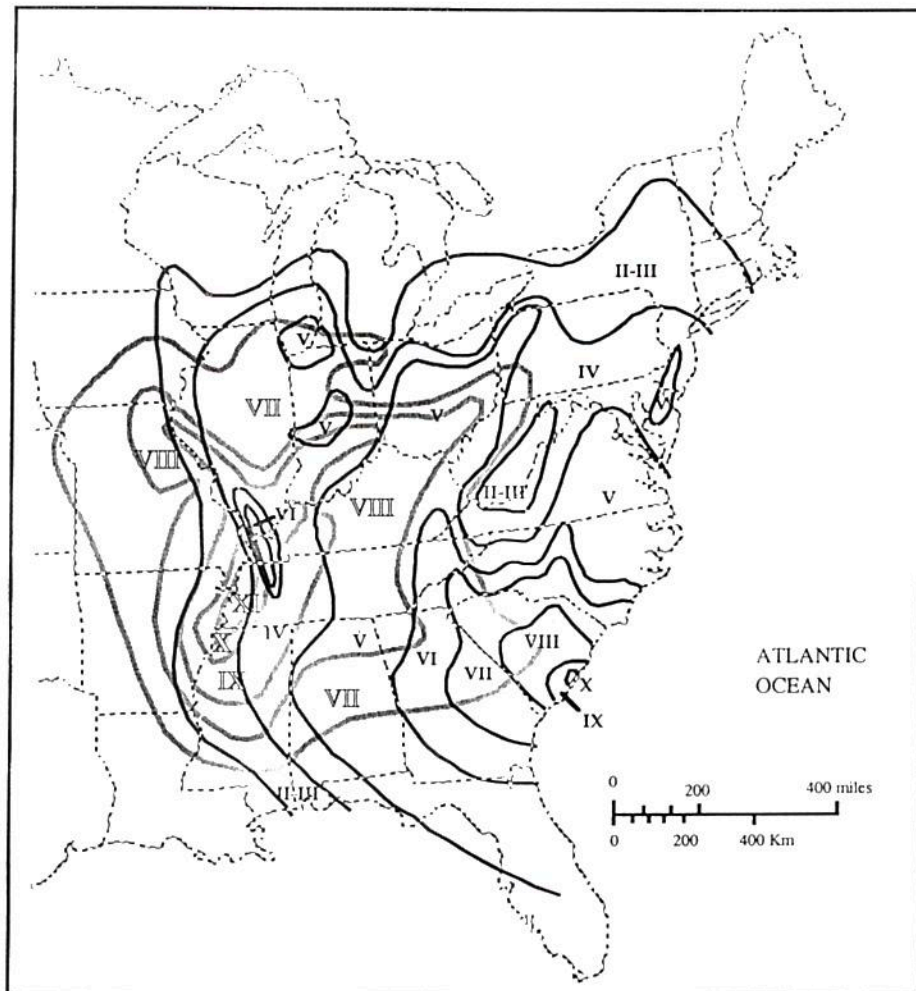 II-III
V
IV
VII
V
V
V
VIII
VIII
II-III
V
VI
XI
IV
X
V
VI
VIII
IX
VII
VII
X
IX
II-III
ATLANTIC
OCEAN
0 200 400 miles
0 200 400 Km